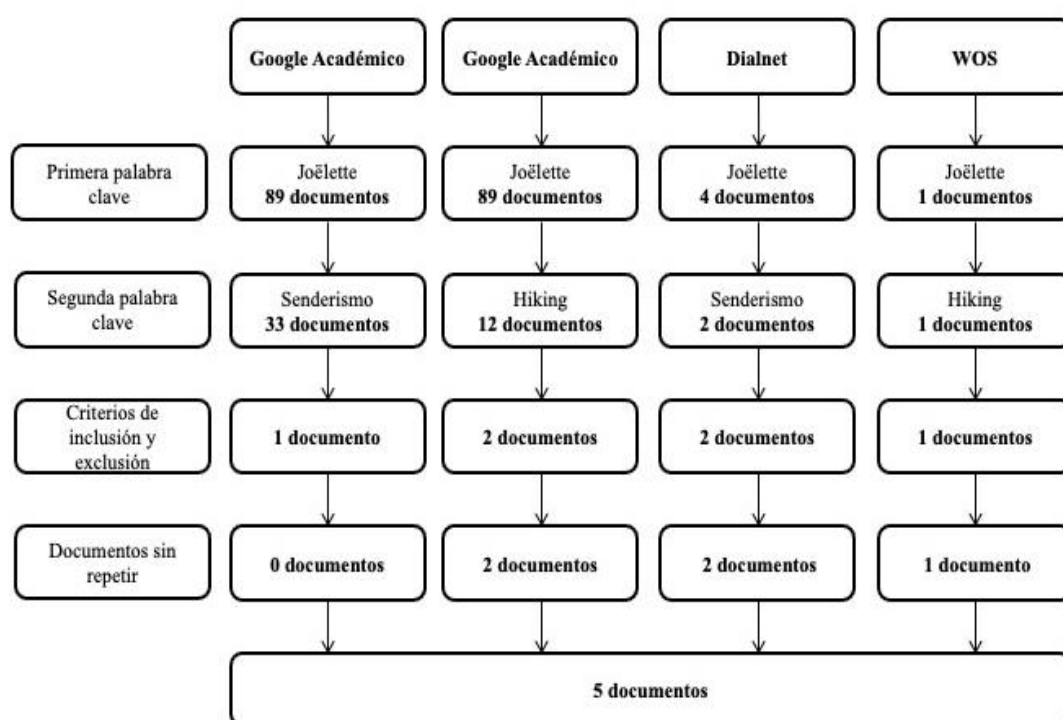 Google Académico
Google Académico
Dialnet
WOS
Primera palabra
clave
Joëlette
89 documentos
Joëlette
89 documentos
Joëlette
4 documentos
Joëlette
1 documentos
Segunda palabra
clave
Senderismo
33 documentos
Hiking
12 documentos
Senderismo
2 documentos
Hiking
1 documentos
Criterios de
inclusión y
exclusión
1 documento
2 documentos
2 documentos
1 documentos
Documentos sin
repetir
0 documentos
2 documentos
2 documentos
1 documento
5 documentos